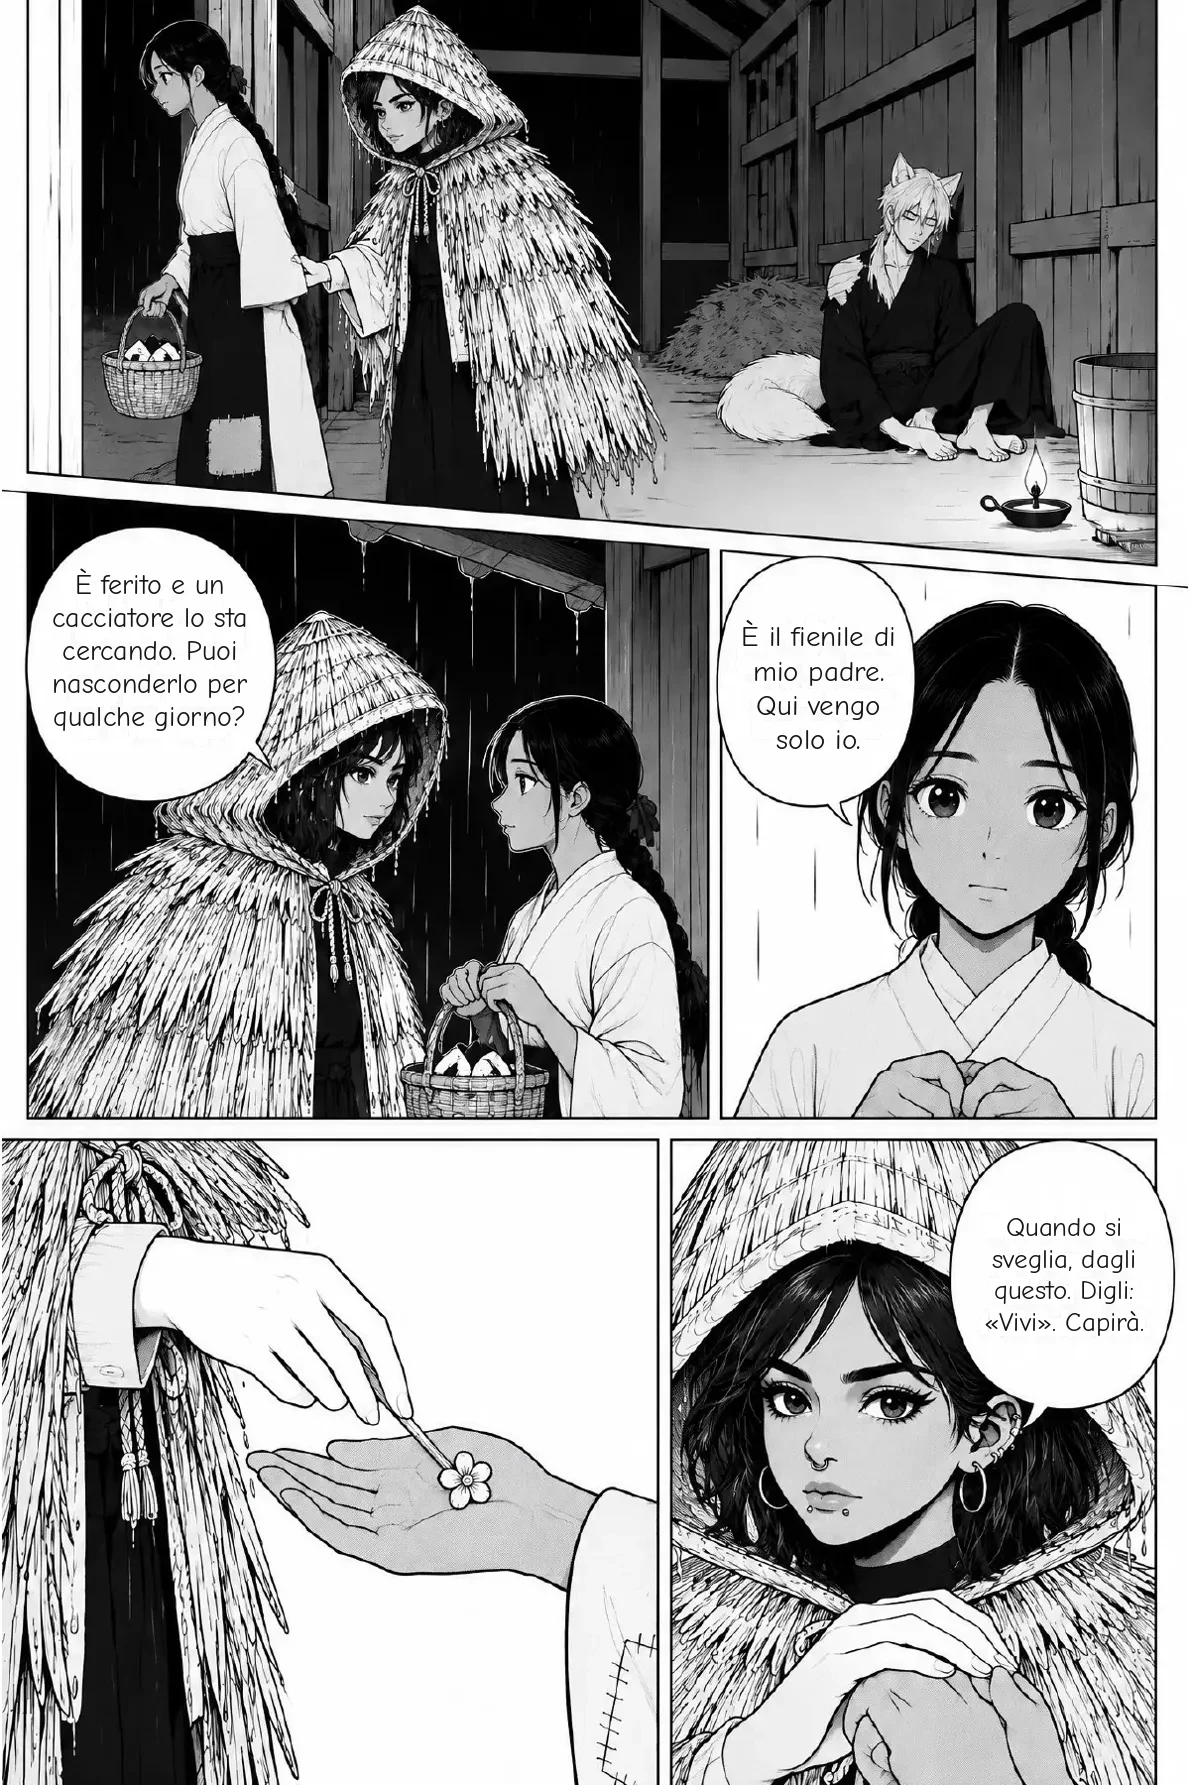 È ferito e un
cacciatore lo sta
cercando. Puoi
nasconderlo per
qualche giorno?
È il fienile di
mio padre.
Qui vengo
solo io.
Quando si
sveglia, dagli
questo. Digli:
«Vivi». Capirà.